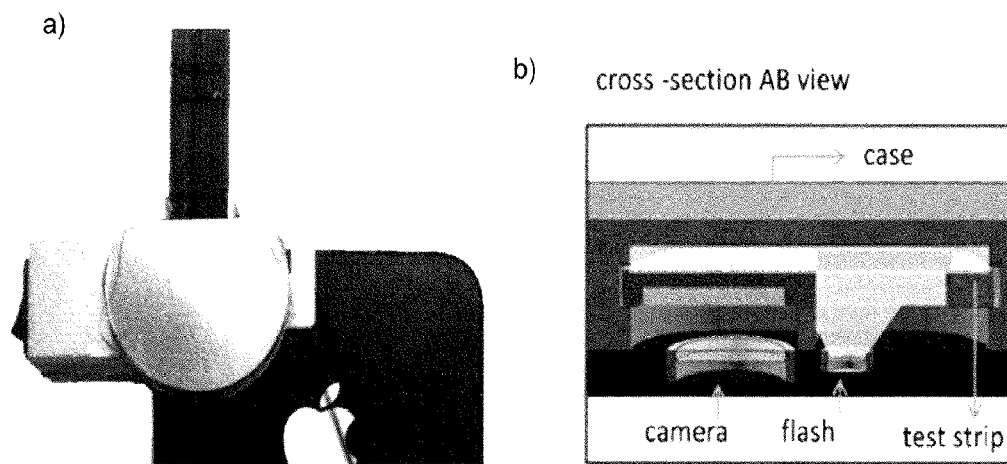 a)
b)
cross -section AB view
case
camera
flash
test strip